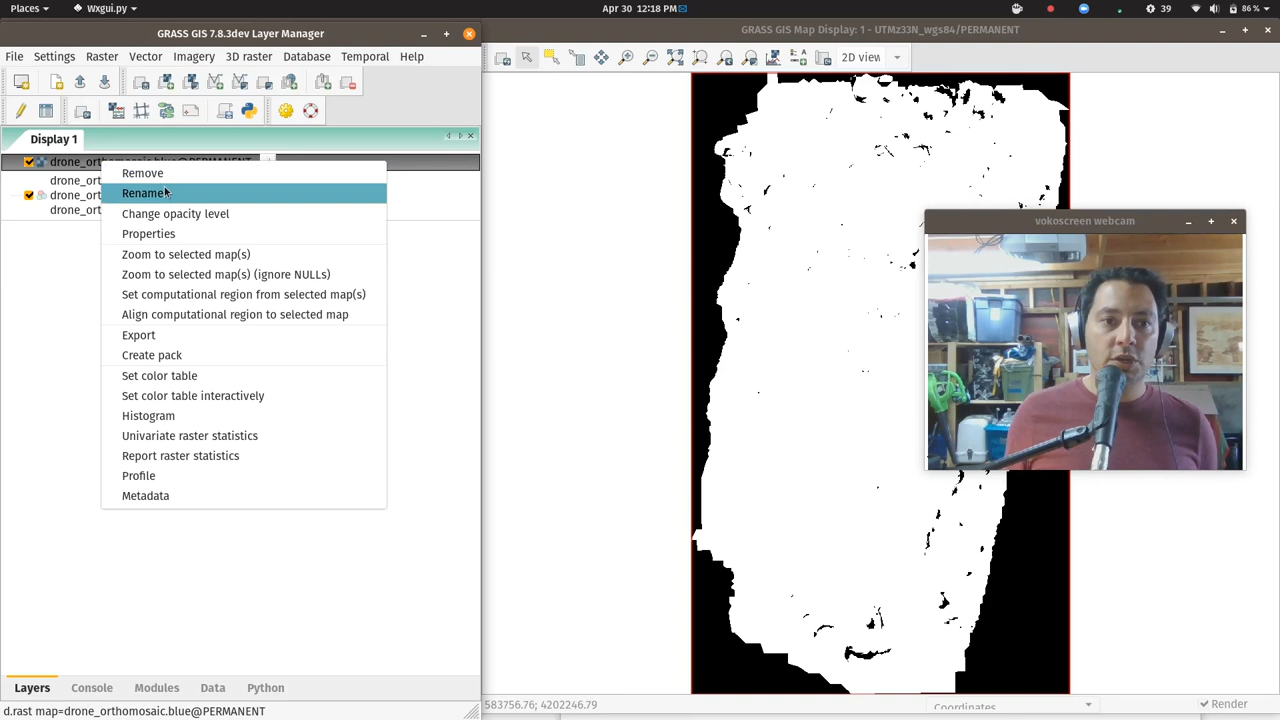 Places
Wxgui.py
Apr 30 12:18 PM
39
86 %
GRASS GIS 7.8.3dev Layer Manager
GRASS GIS Map Display: 1 - UTMz33N_wgs84/PERMANENT
File Settings Raster Vector Imagery 3D raster Database Temporal Help
2D view
Display 1
drone_orthomosaic.blue@PERMANENT
drone_ort
drone_ort
drone_ort
Remove
Rename
Change opacity level
Properties
Zoom to selected map(s)
Zoom to selected map(s) (ignore NULLs)
Set computational region from selected map(s)
Align computational region to selected map
Export
Create pack
Set color table
Set color table interactively
Histogram
Univariate raster statistics
Report raster statistics
Profile
Metadata
vokoscreen webcam
Layers Console Modules Data Python
d.rast map=drone_orthomosaic.blue@PERMANENT
583756.76; 4202246.79
Coordinates
Render